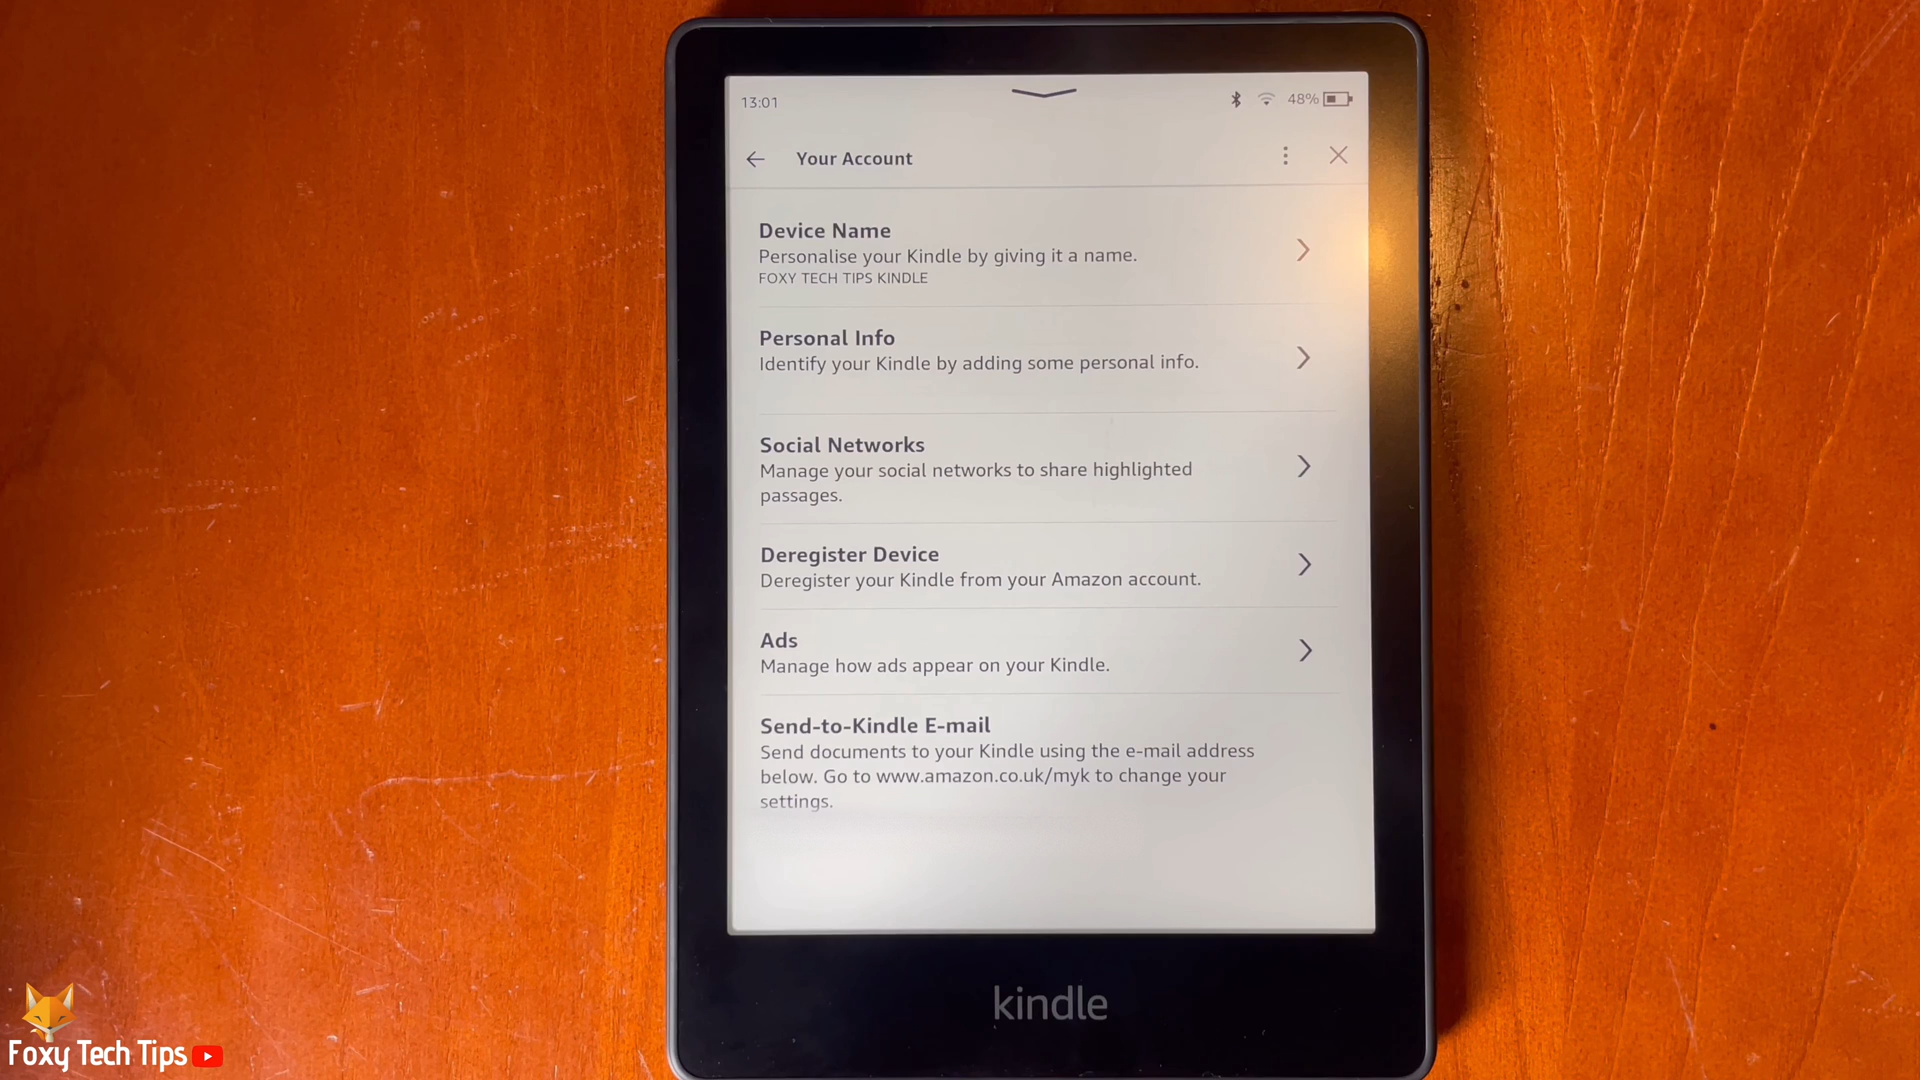 13:01
48%
Your Account
Device Name
Personalise your Kindle by giving it a name.
FOXY TECH TIPS KINDLE
Personal Info
Identify your Kindle by adding some personal info.
Social Networks
Manage your social networks to share highlighted
passages.
Deregister Device
Deregister your Kindle from your Amazon account.
Ads
Manage how ads appear on your Kindle.
Send-to-Kindle E-mail
Send documents to your Kindle using the e-mail address
below. Go to www.amazon.co.uk/myk to change your
settings.
kindle
Foxy Tech Tips